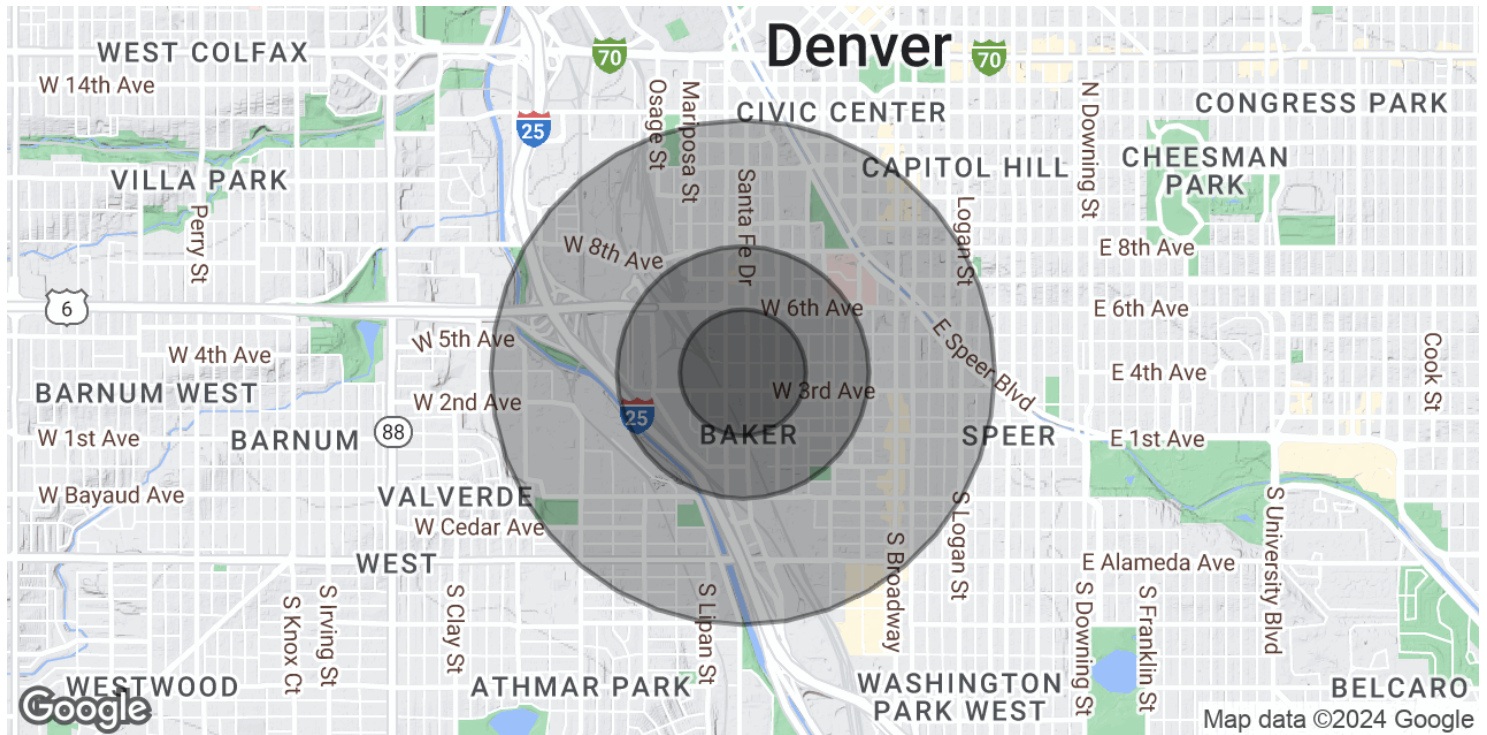 WEST COLFAX
W 14th Ave
70
Denver
70
Osage St
Mariposa St
CIVIC CENTER
N Downing St
CONGRESS PARK
25
VILLA PARK
Perry St
Santa Fe Dr
CAPITOL HILL
CHEESMAN
PARK
Logan St
W 8th Ave
E 8th Ave
6
W 6th Ave
E 6th Ave
W 5th Ave
W 4th Ave
E Speer Blvd
E 4th Ave
Cook St
BARNUM WEST
W 2nd Ave
W 3rd Ave
25
W 1st Ave
BARNUM
88
BAKER
SPEER
E 1st Ave
W Bayaud Ave
VALVERDE
W Cedar Ave
S Logan St
S University Blvd
WEST
S Broadway
E Alameda Ave
S Knox Ct
S Irving St
S Clay St
S Lipan St
S Downing St
S Franklin St
WESTWOOD
ATHMAR PARK
WASHINGTON
PARK WEST
BELCARO
Google
Map data ©2024 Google